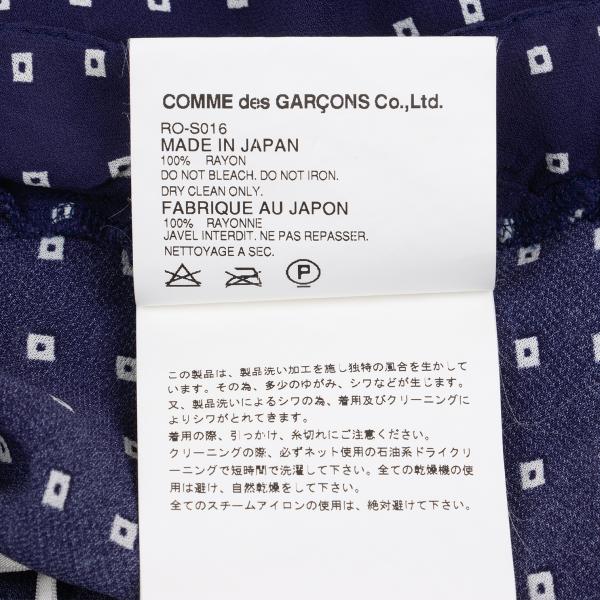 COMME des GARÇONS Co.,Ltd.
RO-S016
MADE IN JAPAN
100% RAYON
DO NOT BLEACH. DO NOT IRON.
DRY CLEAN ONLY.
FABRIQUE AU JAPON
100% RAYONNE
JAVEL INTERDIT. NE PAS REPASSER.
NETTOYAGE A SEC.
P
この製品は、製品洗い加工を施し独特の風合を生かして
います。その為、多少のゆがみ、シワなどが生じます。
又、製品洗いによるシワの為、着用及びクリーニングに
よりシワがとれてきます。
着用の際、引っかけ、糸切れにご注意ください。
クリーニングの際、必ずネット使用の石油系ドライクリ
ーニングで短時間で洗濯して下さい。全ての乾燥機の使
用は避け、自然乾燥をして下さい。
全てのスチームアイロンの使用は、絶対避けて下さい。